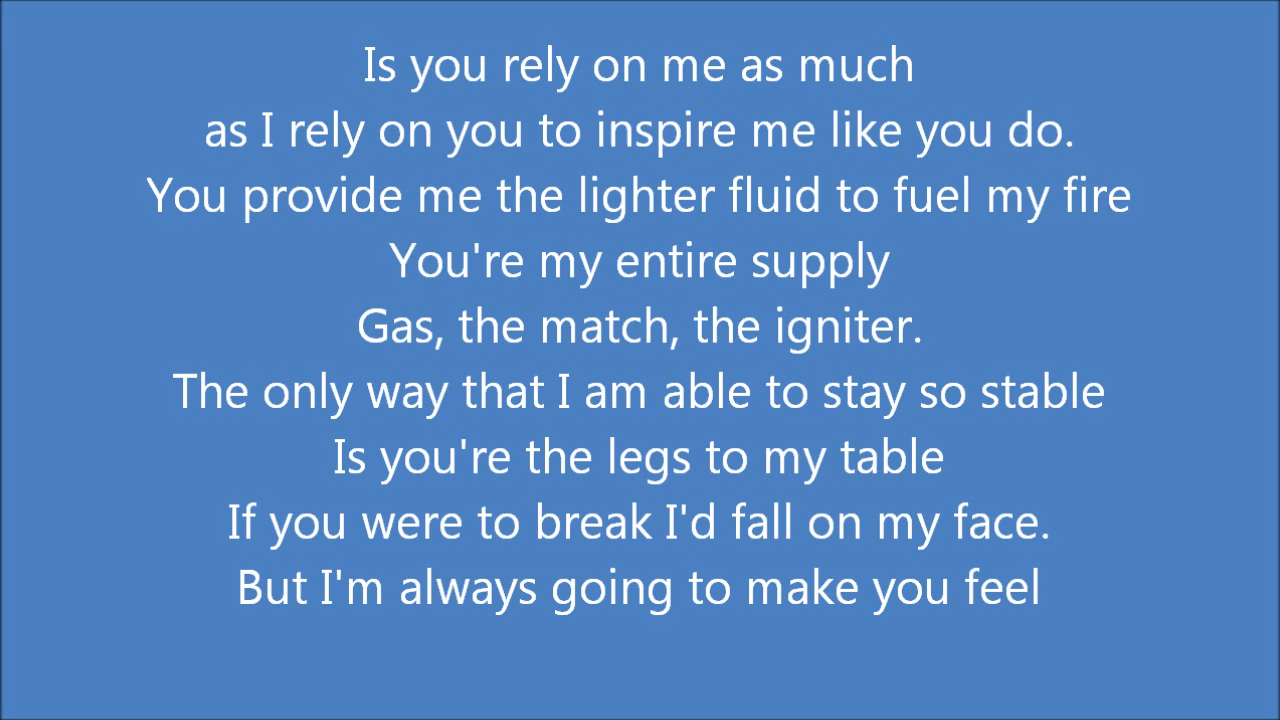 Is you rely on me as much
as I rely on you to inspire me like you do.
You provide me the lighter fluid to fuel my fire
You're my entire supply
Gas, the match, the igniter.
The only way that I am able to stay so stable
Is you're the legs to my table
If you were to break I'd fall on my face.
But I'm always going to make you feel